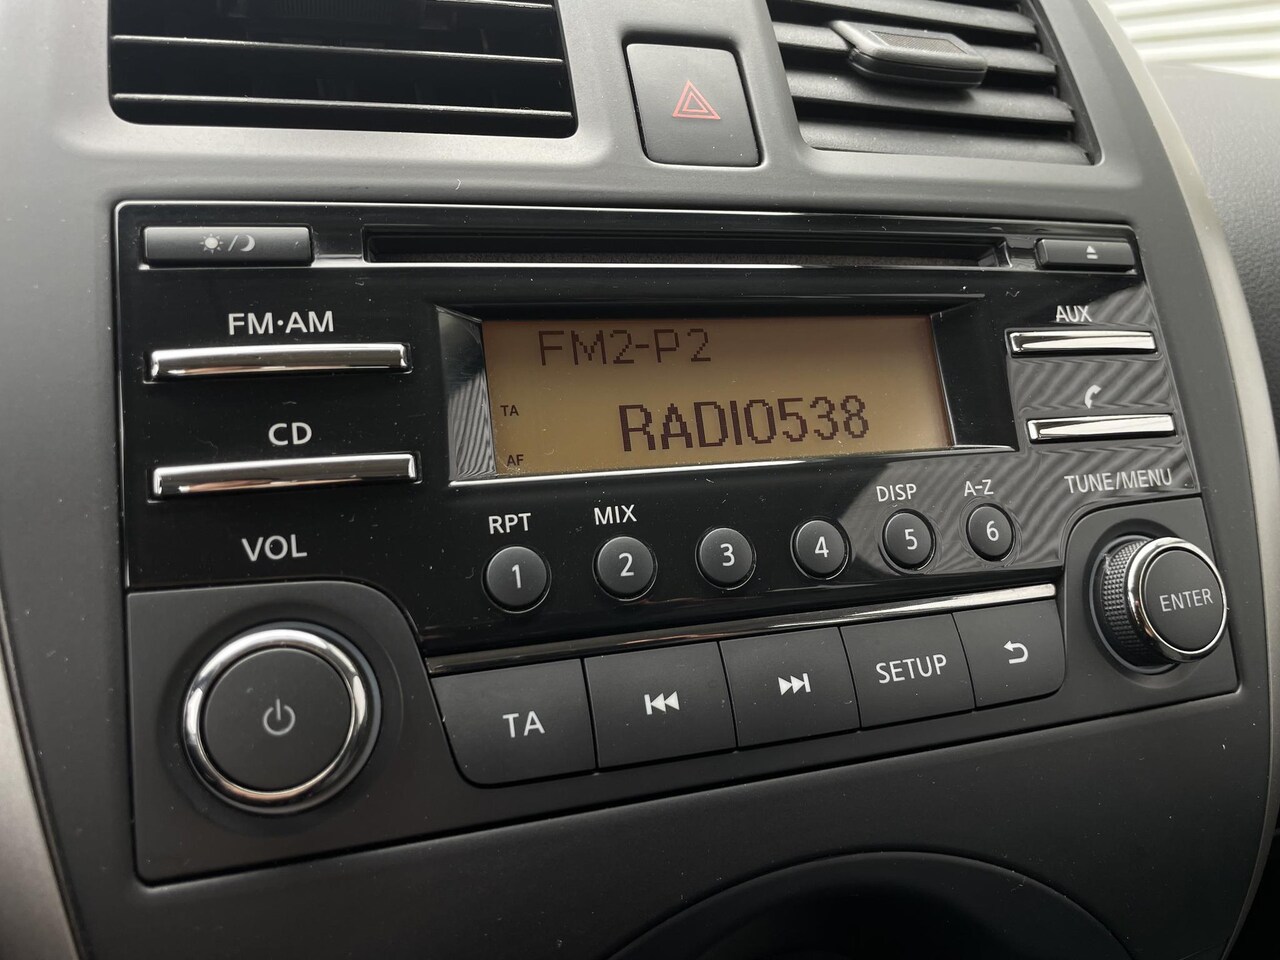 FM·AM
AUX
FM2-P2
TA
RADIO538
AF
CD
TUNE/MENU
VOL
RPT
MIX
DISP
A-Z
1
2
3
4
5
6
ENTER
TA
SETUP